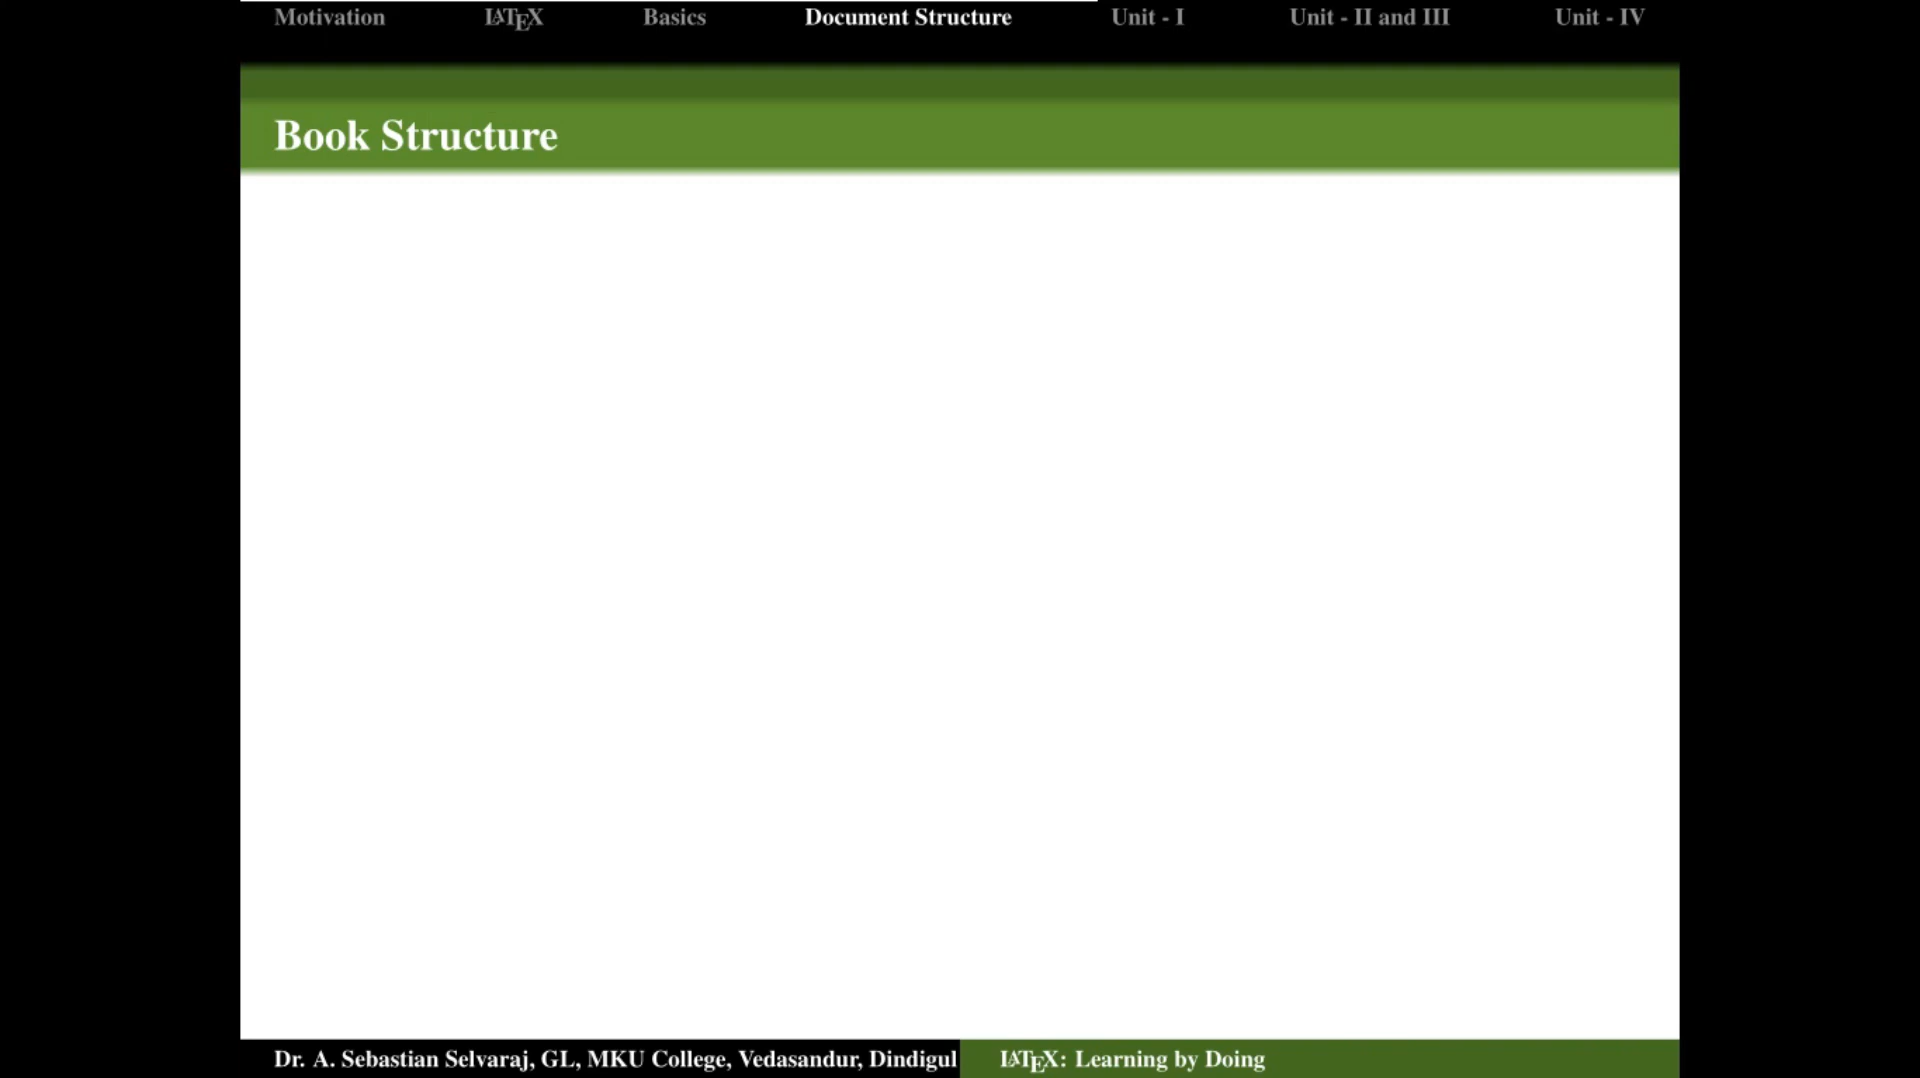 Motivation LATEX Basics Document Structure Unit - I Unit - II and III Unit - IV
Book Structure
Dr. A. Sebastian Selvaraj, GL, MKU College, Vedasandur, Dindigul LATEX: Learning by Doing